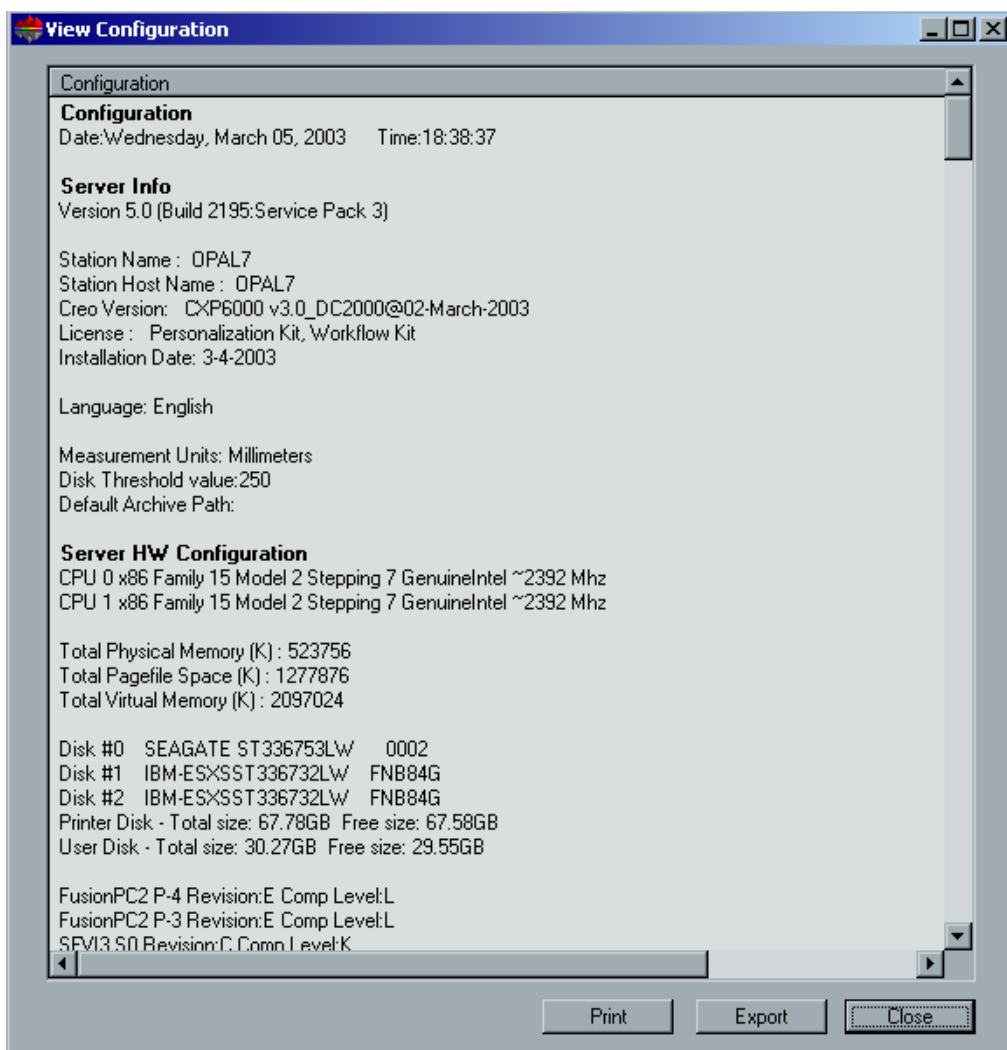 View Configuration
Configuration
Configuration
Date:Wednesday, March 05, 2003 Time:18:38:37
Server Info
Version 5.0 (Build 2195:Service Pack 3)
Station Name : OPAL7
Station Host Name : OPAL7
Creo Version: CXP6000 v3.0_DC2000@02-March-2003
License : Personalization Kit, Workflow Kit
Installation Date: 3-4-2003
Language: English
Measurement Units: Millimeters
Disk Threshold value:250
Default Archive Path:
Server HW Configuration
CPU 0 x86 Family 15 Model 2 Stepping 7 GenuineIntel ~2392 Mhz
CPU 1 x86 Family 15 Model 2 Stepping 7 GenuineIntel ~2392 Mhz
Total Physical Memory (K) : 523756
Total Pagefile Space (K) : 1277876
Total Virtual Memory (K) : 2097024
Disk #0 SEAGATE ST336753LW 0002
Disk #1 IBM-ESXSST336732LW FNB84G
Disk #2 IBM-ESXSST336732LW FNB84G
Printer Disk - Total size: 67.78GB Free size: 67.58GB
User Disk - Total size: 30.27GB Free size: 29.55GB
FusionPC2 P-4 Revision:E Comp Level:L
FusionPC2 P-3 Revision:E Comp Level:L
SFVI3 S0 Revision:C Comp Level:K
Print Export Close